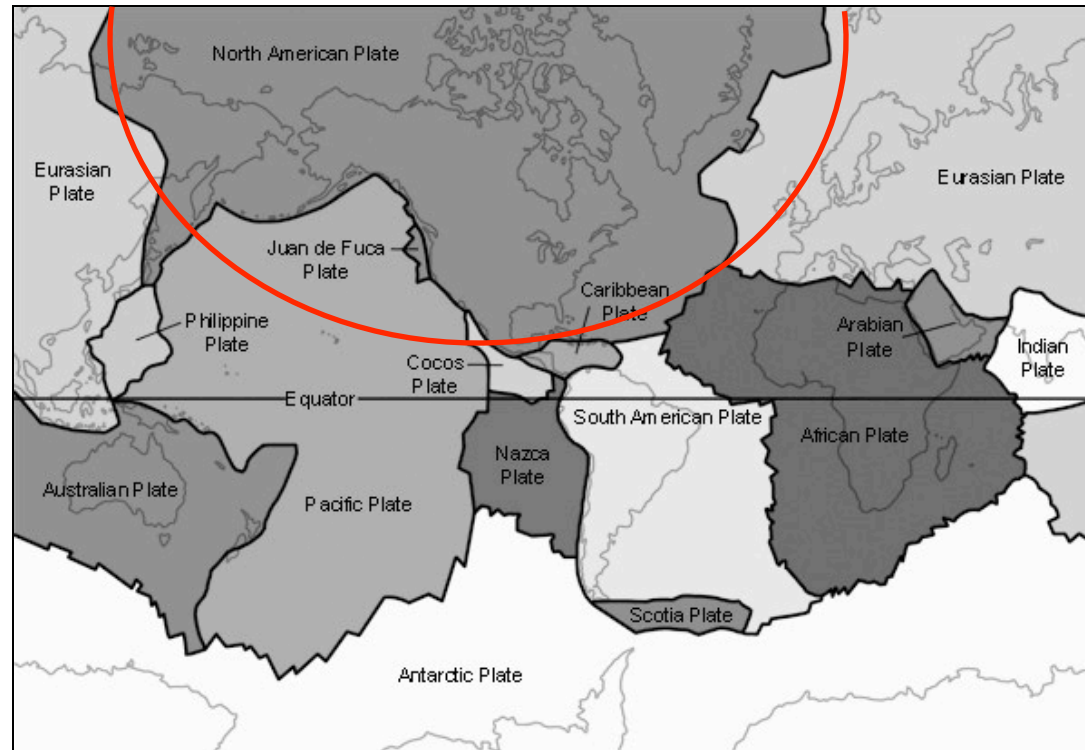 North American Plate
Eurasian
Plate
Eurasian Plate
Juan de Fuca
Plate
Caribbean
Plate
Philippine
Plate
Arabian
Plate
Indian
Plate
Cocos
Plate
Equator
South American Plate
African Plate
Nazca
Plate
Australian Plate
Pacific Plate
Scotia Plate
Antarctic Plate